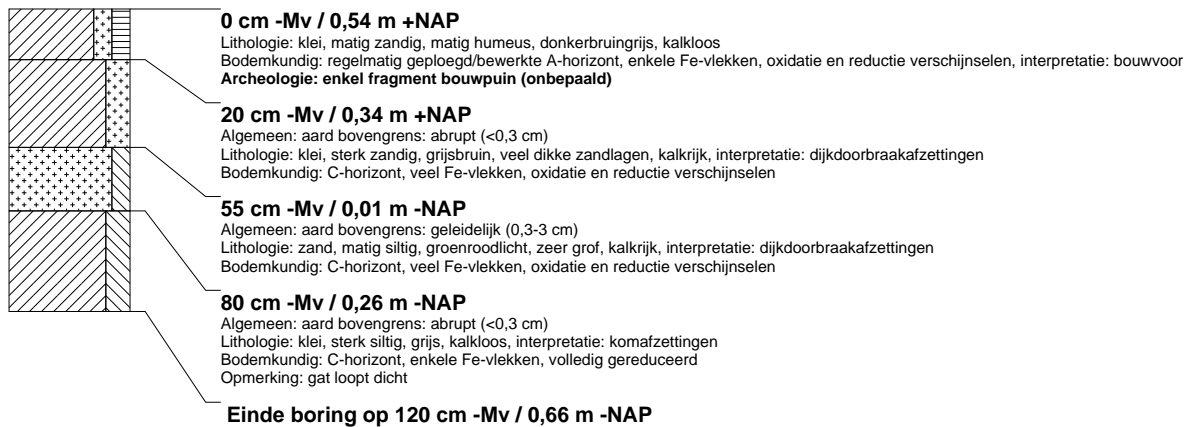 0 cm -Mv / 0,54 m +NAP
Lithologie: klei, matig zandig, matig humeus, donkerbruingrijs, kalkloos
Bodemkundig: regelmatig geploegd/bewerkte A-horizont, enkele Fe-vlekken, oxidatie en reductie verschijnselen, interpretatie: bouwvoor
Archeologie: enkel fragment bouwpuin (onbepaald)
20 cm -Mv / 0,34 m +NAP
Algemeen: aard bovengrens: abrupt (<0,3 cm)
Lithologie: klei, sterk zandig, grijsbruin, veel dikke zandlagen, kalkrijk, interpretatie: dijkdoorbraakafzettingen
Bodemkundig: C-horizont, veel Fe-vlekken, oxidatie en reductie verschijnselen
55 cm -Mv / 0,01 m -NAP
Algemeen: aard bovengrens: geleidelijk (0,3-3 cm)
Lithologie: zand, matig siltig, groenroodlicht, zeer grof, kalkrijk, interpretatie: dijkdoorbraakafzettingen
Bodemkundig: C-horizont, veel Fe-vlekken, oxidatie en reductie verschijnselen
80 cm -Mv / 0,26 m -NAP
Algemeen: aard bovengrens: abrupt (<0,3 cm)
Lithologie: klei, sterk siltig, grijs, kalkloos, interpretatie: komafzettingen
Bodemkundig: C-horizont, enkele Fe-vlekken, volledig gereduceerd
Opmerking: gat loopt dicht
Einde boring op 120 cm -Mv / 0,66 m -NAP